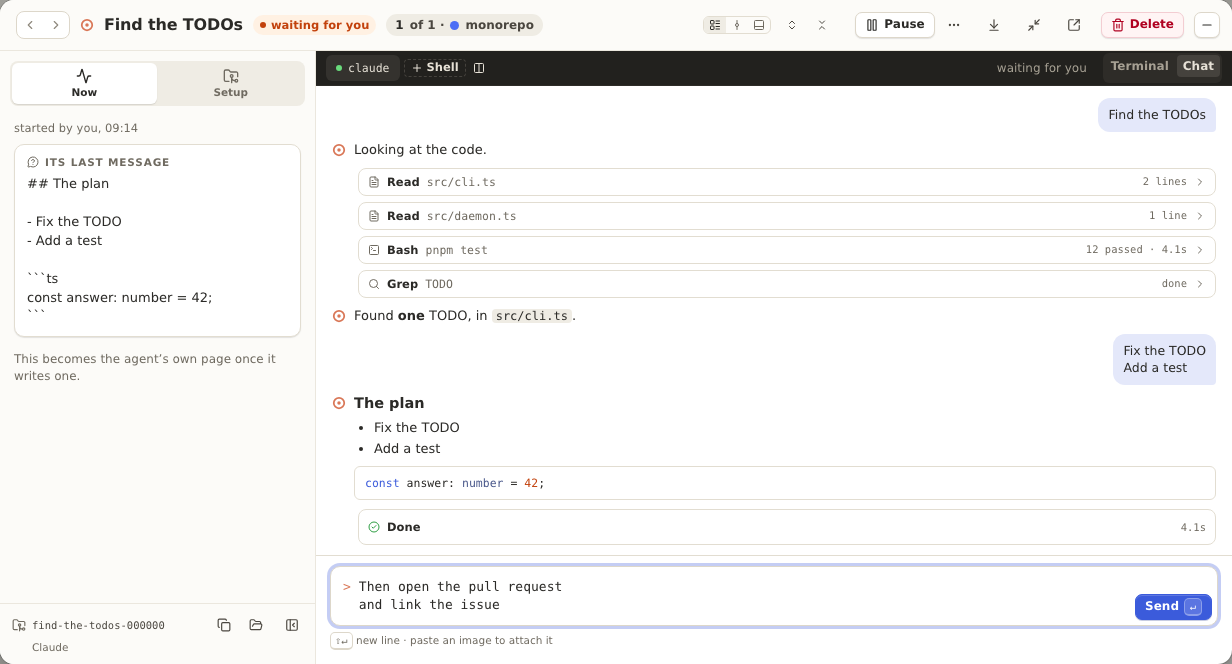 Find the TODOs
waiting for you
1 of 1 · monorepo
Pause
Delete
Now
Setup
started by you, 09:14
ITS LAST MESSAGE
## The plan
- Fix the TODO
- Add a test
```ts
const answer: number = 42;
```
This becomes the agent’s own page once it
writes one.
find-the-todos-000000
Claude
claude
+ Shell
waiting for you
Terminal
Chat
Find the TODOs
Looking at the code.
Read src/cli.ts 2 lines
Read src/daemon.ts 1 line
Bash pnpm test 12 passed · 4.1s
Grep TODO done
Found one TODO, in src/cli.ts.
Fix the TODO
Add a test
The plan
• Fix the TODO
• Add a test
const answer: number = 42;
Done 4.1s
> Then open the pull request
and link the issue
Send ↵
⇧↵ new line · paste an image to attach it